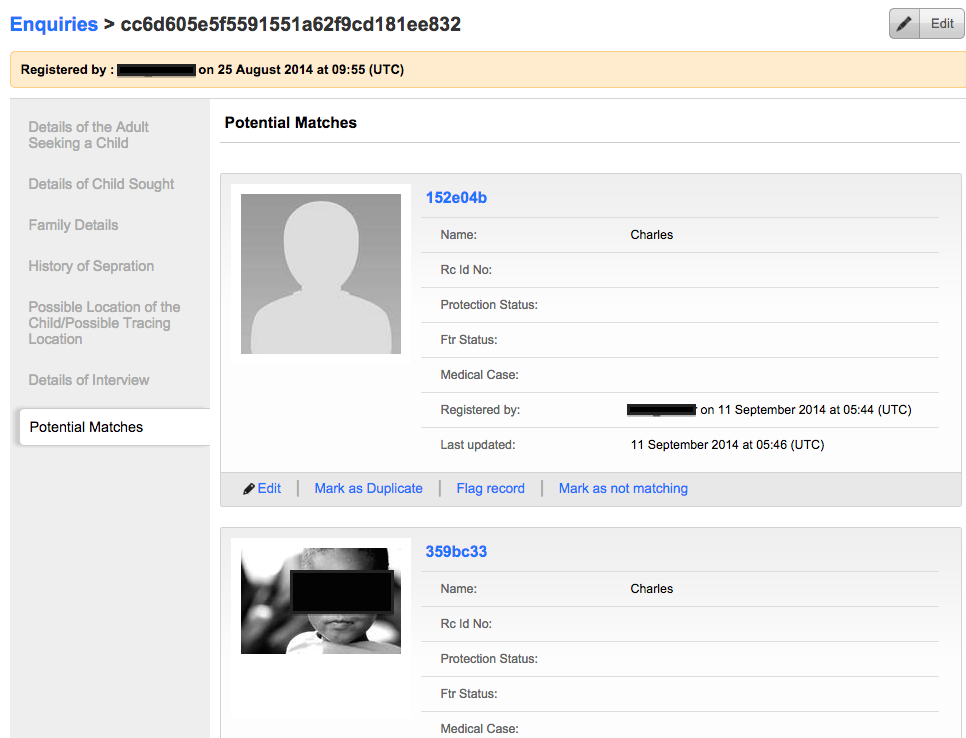 Enquiries > cc6d605e5f5591551a62f9cd181ee832
Edit
Registered by : on 25 August 2014 at 09:55 (UTC)
Details of the Adult
Seeking a Child
Details of Child Sought
Family Details
History of Sepration
Possible Location of the
Child/Possible Tracing
Location
Details of Interview
Potential Matches
Potential Matches
152e04b
Name: Charles
Rc Id No:
Protection Status:
Ftr Status:
Medical Case:
Registered by: on 11 September 2014 at 05:44 (UTC)
Last updated: 11 September 2014 at 05:46 (UTC)
Edit | Mark as Duplicate | Flag record | Mark as not matching
359bc33
Name: Charles
Rc Id No:
Protection Status:
Ftr Status:
Medical Case: